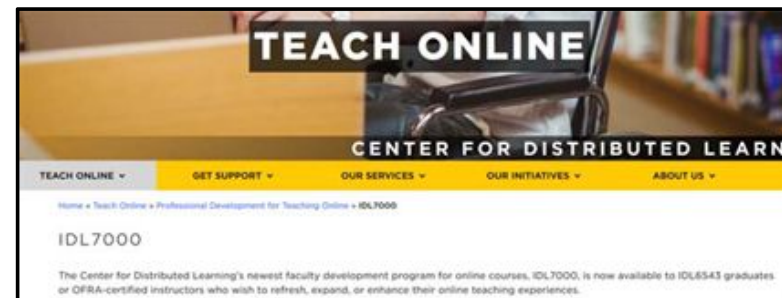 TEACH ONLINE
CENTER FOR DISTRIBUTED LEARN
TEACH ONLINE
GET SUPPORT
OUR SERVICES
OUR INITIATIVES
ABOUT US
Home » Teach Online » Professional Development for Teaching Online » IDL7000
IDL7000
The Center for Distributed Learning's newest faculty development program for online courses, IDL7000, is now available to IDL6543 graduates
or OFRA-certified instructors who wish to refresh, expand, or enhance their online teaching experiences.